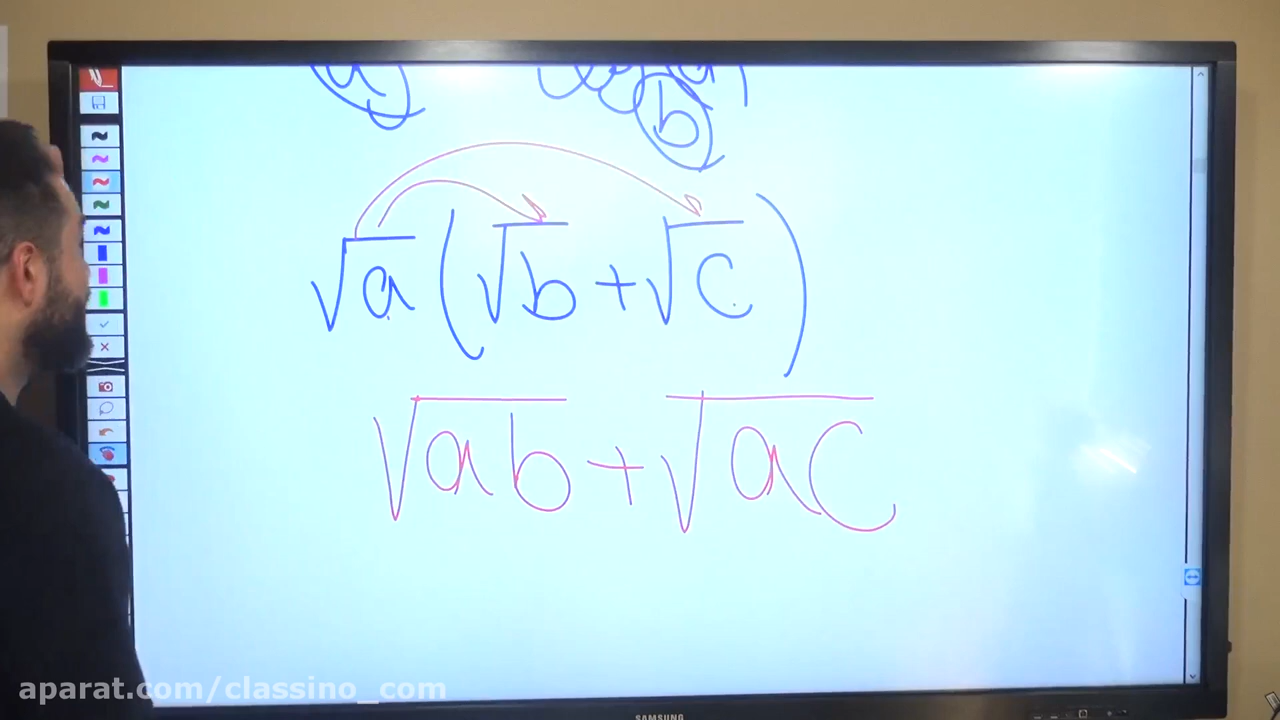 √a(√b+√c)
√ab+√ac
aparat.com/classino_com
SAMSUNG